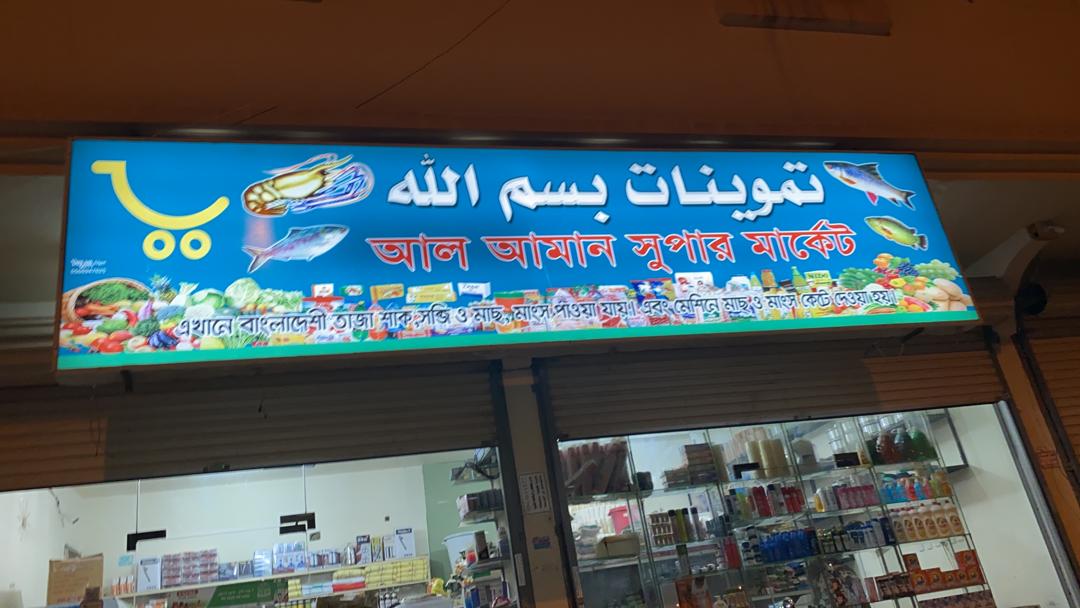 تموينات بسم الله
আল আমান সুপার মার্কেট
এখানে বাংলাদেশী তাজা শাক,সব্জি ও মাছ, মাংস পাওয়া যায়। এবং মেশিনে মাছ ও মাংস কেটে দেওয়া হয়।